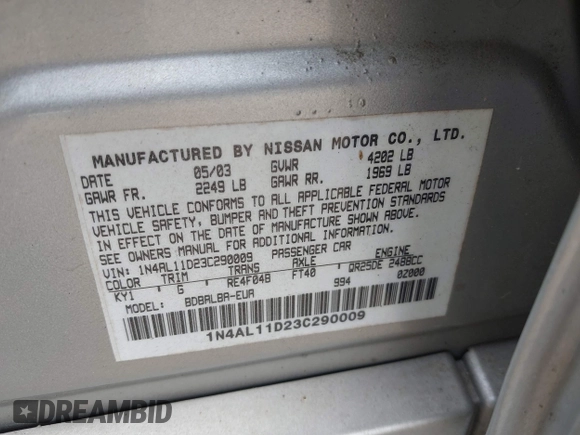 MANUFACTURED BY NISSAN MOTOR CO., LTD.
DATE 05/03 GVWR 4202 LB
GAWR FR. 2249 LB GAWR RR. 1969 LB
THIS VEHICLE CONFORMS TO ALL APPLICABLE FEDERAL MOTOR
VEHICLE SAFETY, BUMPER AND THEFT PREVENTION STANDARDS
IN EFFECT ON THE DATE OF MANUFACTURE SHOWN ABOVE.
SEE OWNERS MANUAL FOR ADDITIONAL INFORMATION.
VIN: 1N4AL11D23C290009 PASSENGER CAR
COLOR TRIM TRANS AXLE ENGINE
KY1 G RE4F04B FT40 QR25DE 2488CC
MODEL: BDBALBA-EUA 994 0Z000
1N4AL11D23C290009
DREAMBID